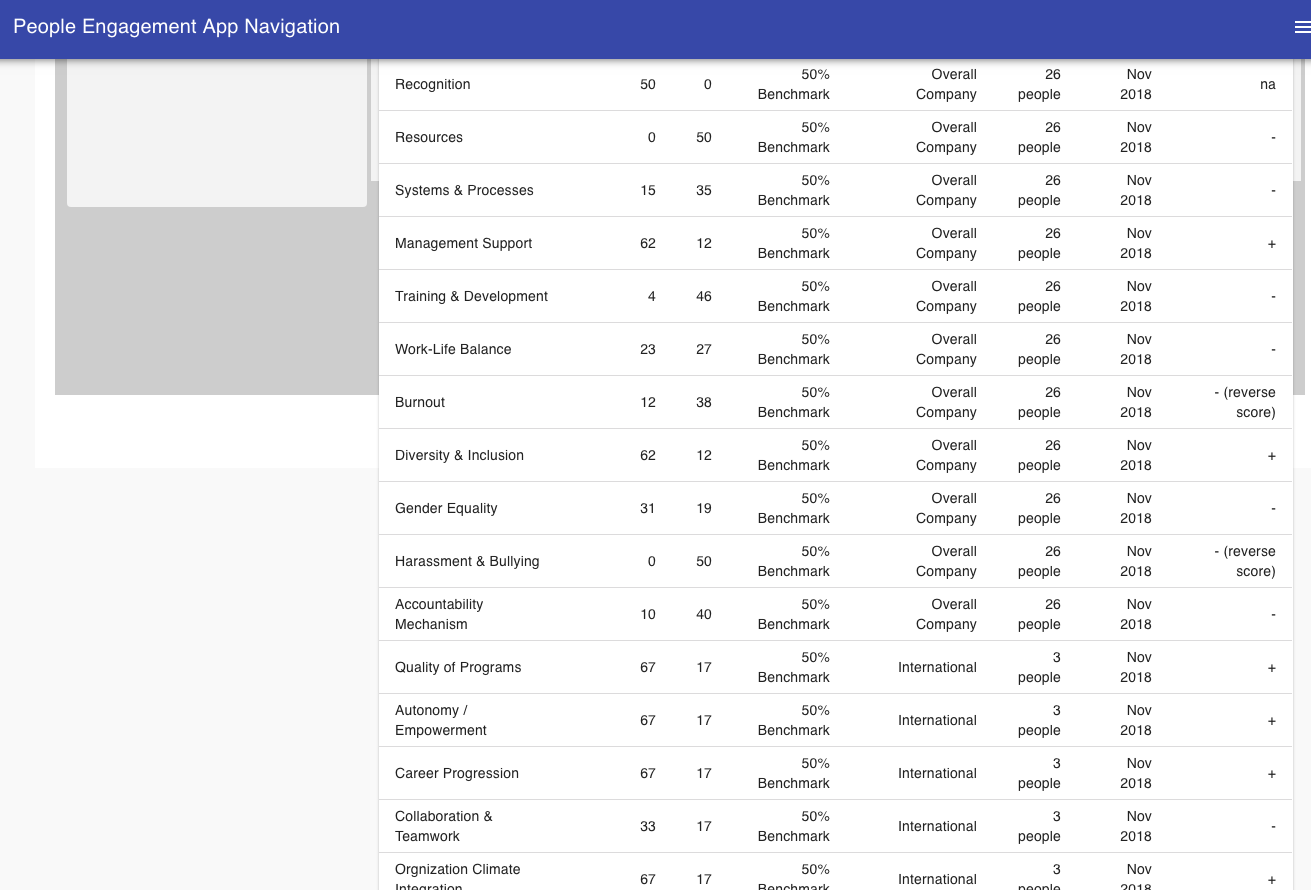 People Engagement App Navigation
Recognition 50 0 50% Benchmark Overall Company 26 people Nov 2018 na
Resources 0 50 50% Benchmark Overall Company 26 people Nov 2018 -
Systems & Processes 15 35 50% Benchmark Overall Company 26 people Nov 2018 -
Management Support 62 12 50% Benchmark Overall Company 26 people Nov 2018 +
Training & Development 4 46 50% Benchmark Overall Company 26 people Nov 2018 -
Work-Life Balance 23 27 50% Benchmark Overall Company 26 people Nov 2018 -
Burnout 12 38 50% Benchmark Overall Company 26 people Nov 2018 - (reverse score)
Diversity & Inclusion 62 12 50% Benchmark Overall Company 26 people Nov 2018 +
Gender Equality 31 19 50% Benchmark Overall Company 26 people Nov 2018 -
Harassment & Bullying 0 50 50% Benchmark Overall Company 26 people Nov 2018 - (reverse score)
Accountability Mechanism 10 40 50% Benchmark Overall Company 26 people Nov 2018 -
Quality of Programs 67 17 50% Benchmark International 3 people Nov 2018 +
Autonomy / Empowerment 67 17 50% Benchmark International 3 people Nov 2018 +
Career Progression 67 17 50% Benchmark International 3 people Nov 2018 +
Collaboration & Teamwork 33 17 50% Benchmark International 3 people Nov 2018 -
Orgnization Climate Integration 67 17 50% Benchmark International 3 people Nov 2018 +